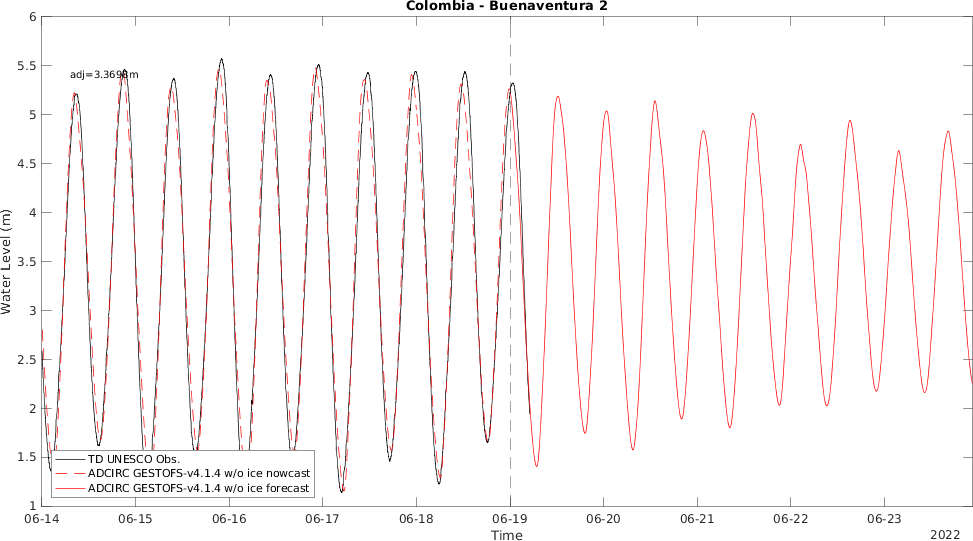 Colombia - Buenaventura 2
adj=3.3698m
Water Level (m)
6
5.5
5
4.5
4
3.5
3
2.5
2
1.5
1
TD UNESCO Obs.
ADCIRC GESTOFS-v4.1.4 w/o ice nowcast
ADCIRC GESTOFS-v4.1.4 w/o ice forecast
06-14 06-15 06-16 06-17 06-18 06-19 06-20 06-21 06-22 06-23
Time
2022